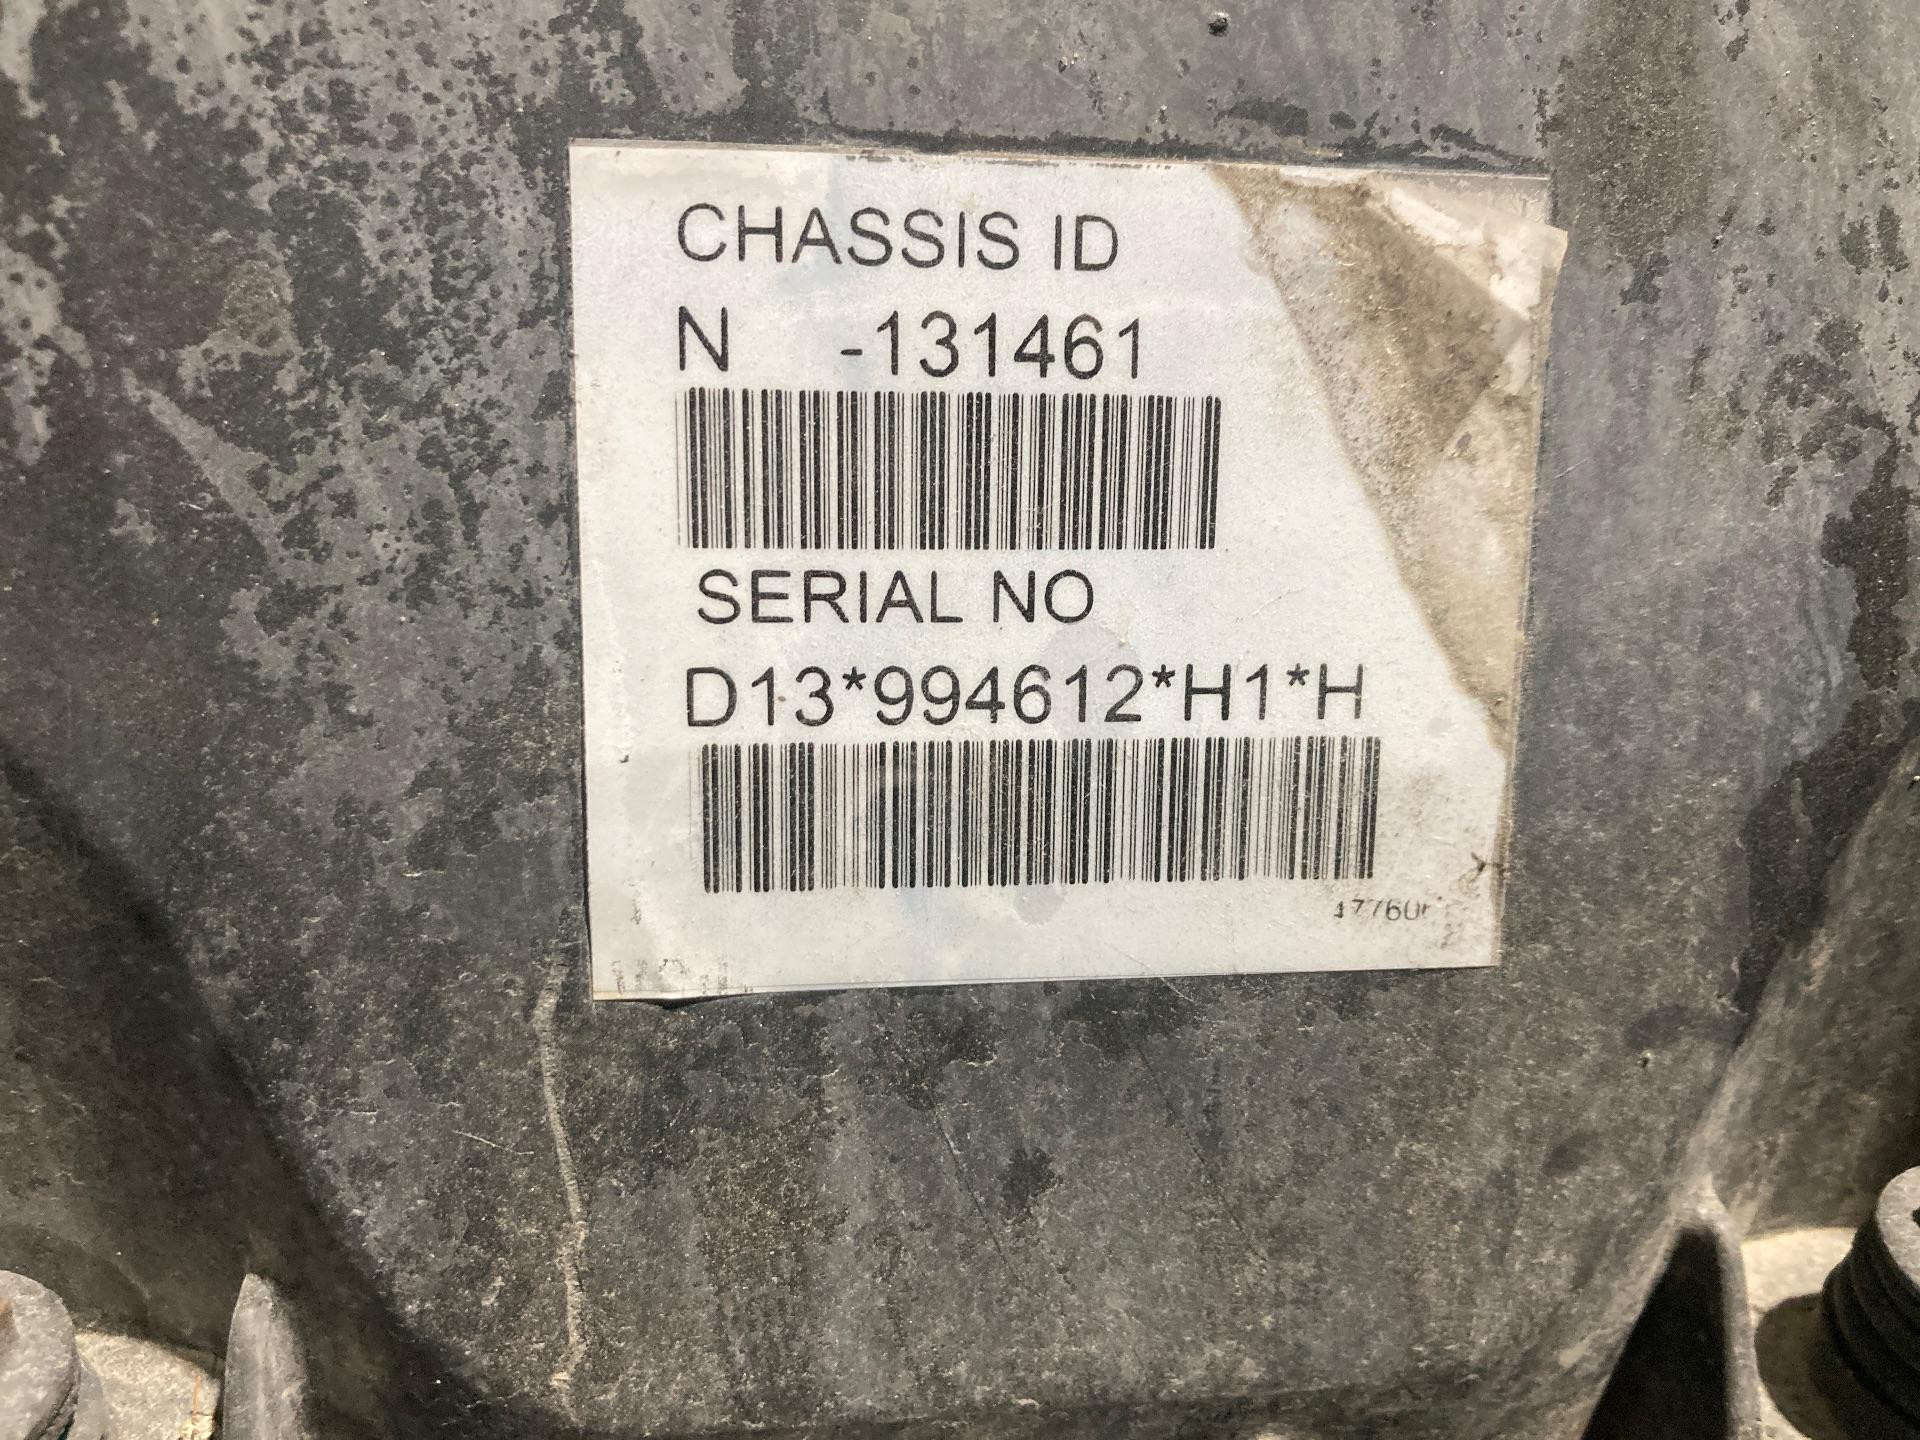 CHASSIS ID
N -131461
SERIAL NO
D13*994612*H1*H